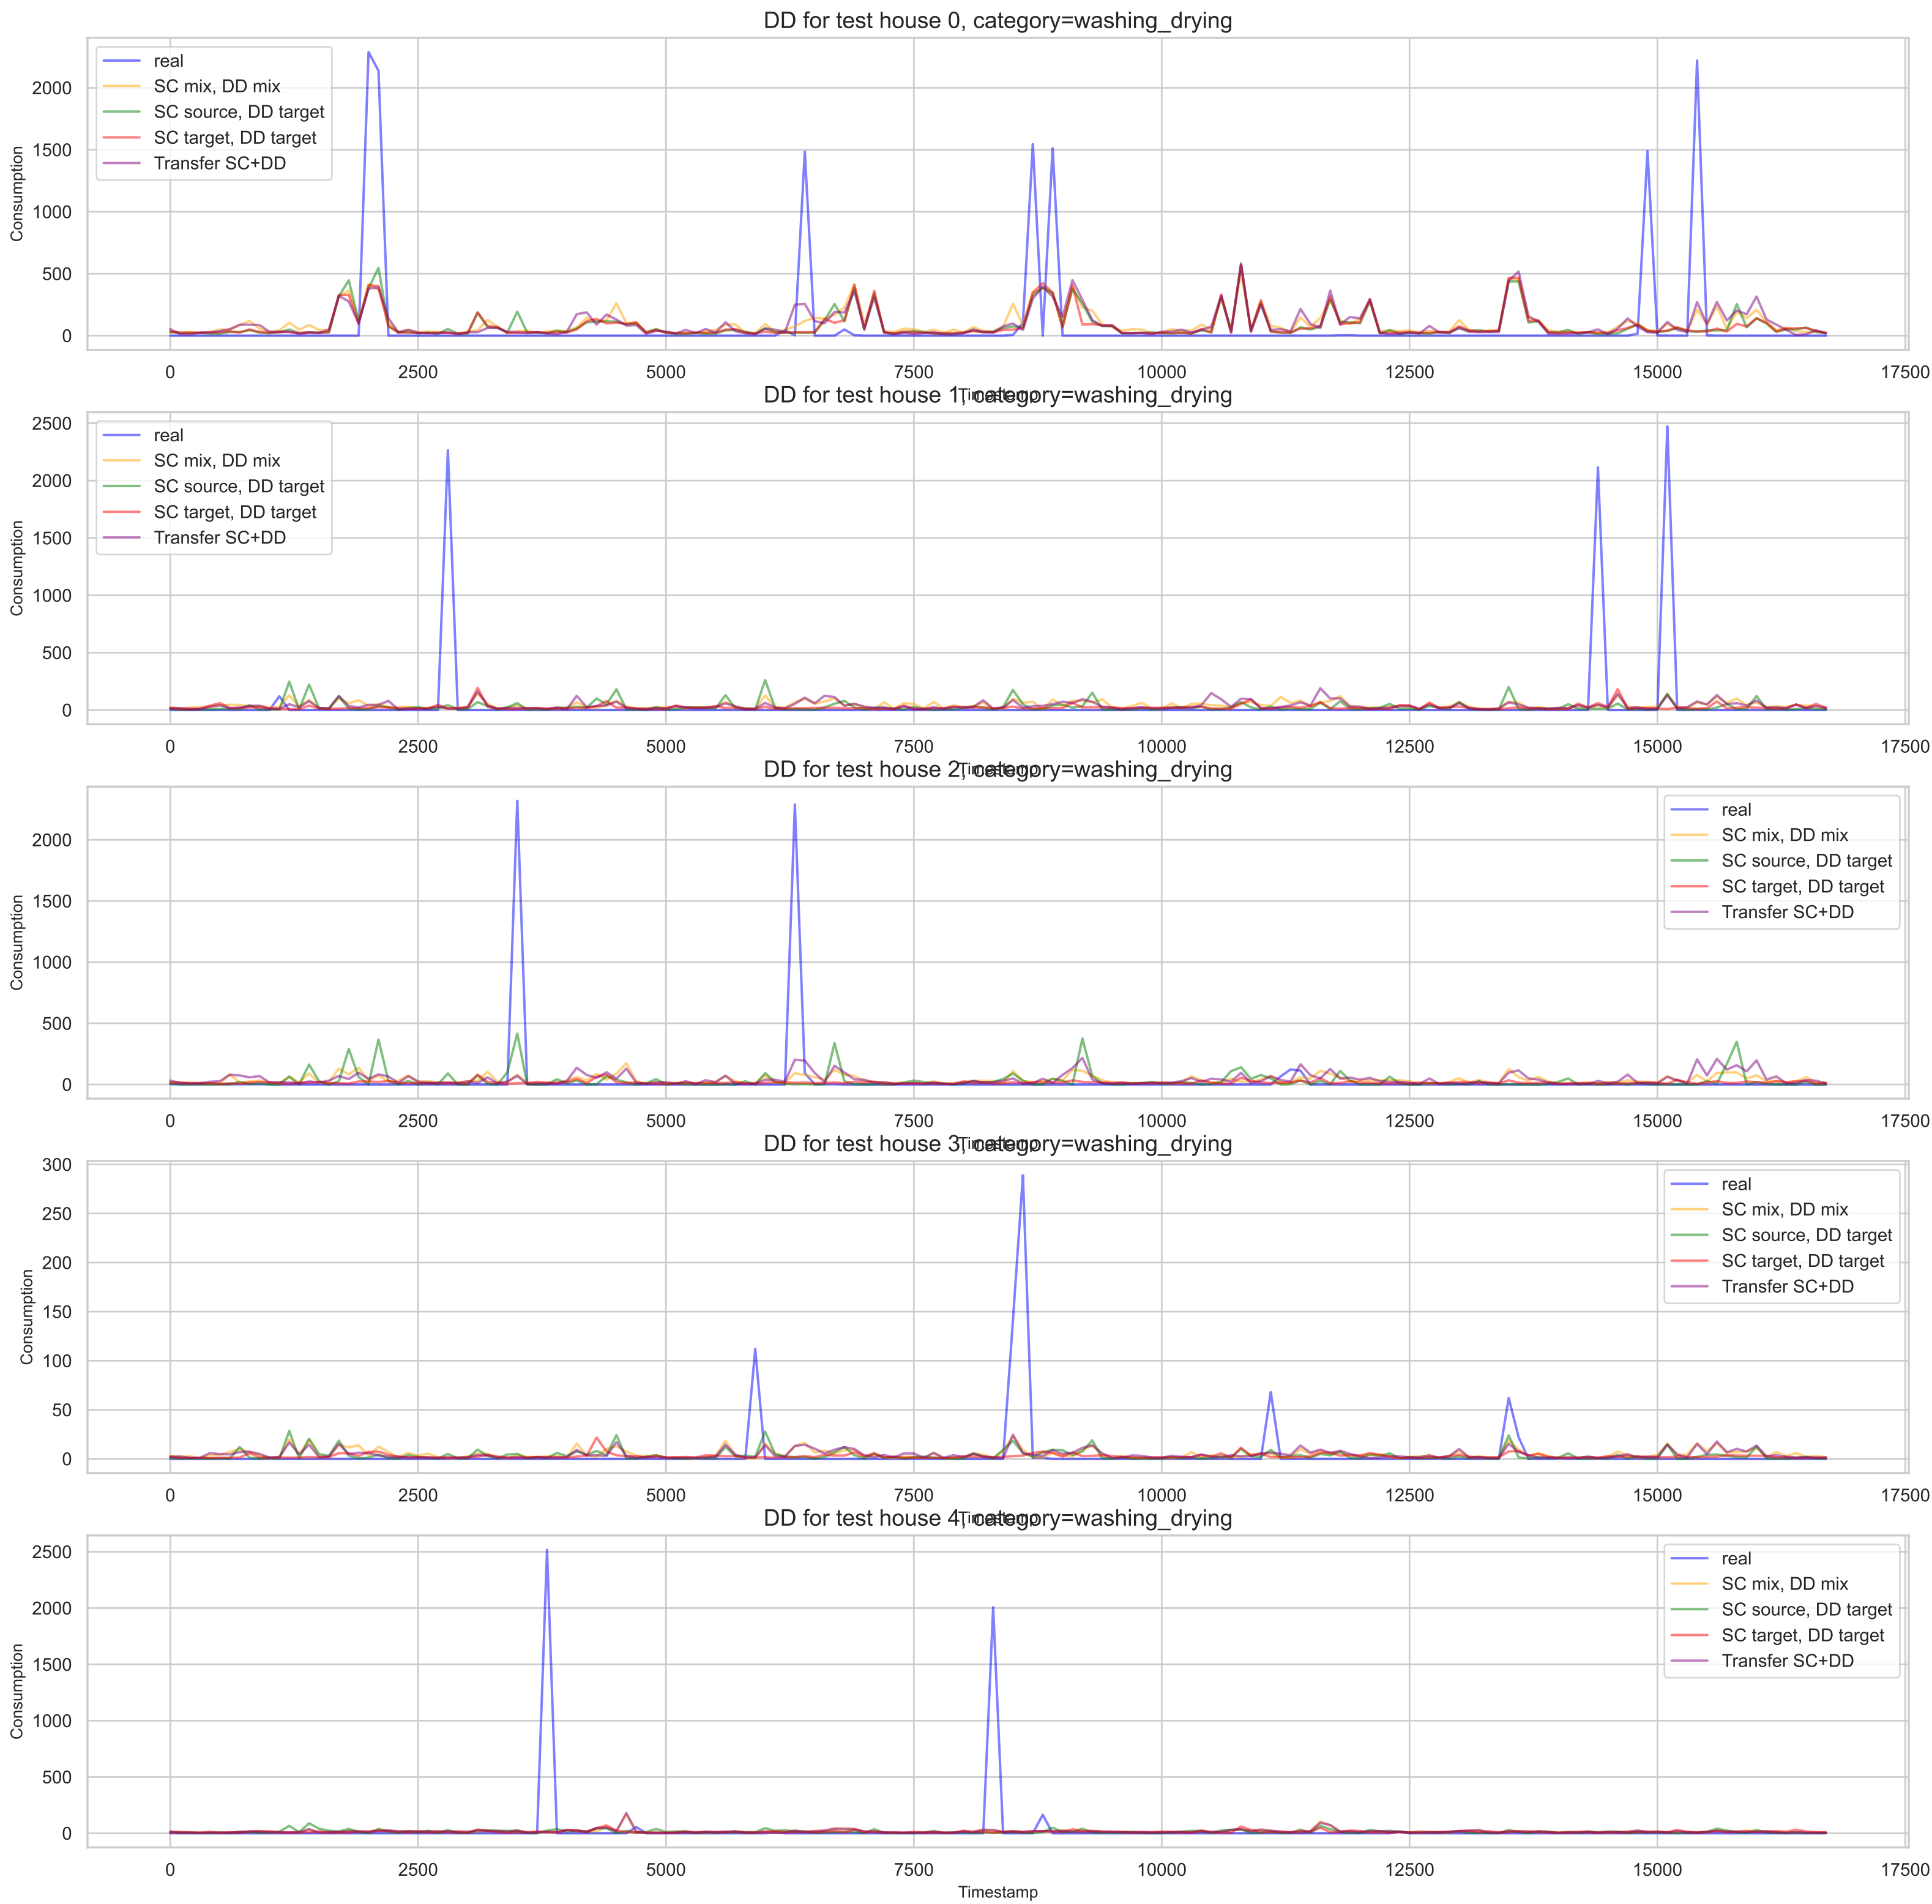 DD for test house 0, category=washing_drying
Consumption
2000
1500
1000
500
0
real
SC mix, DD mix
SC source, DD target
SC target, DD target
Transfer SC+DD
0 2500 5000 7500 10000 12500 15000 17500
Timestamp
DD for test house 1, category=washing_drying
Consumption
2500
2000
1500
1000
500
0
real
SC mix, DD mix
SC source, DD target
SC target, DD target
Transfer SC+DD
0 2500 5000 7500 10000 12500 15000 17500
Timestamp
DD for test house 2, category=washing_drying
Consumption
2000
1500
1000
500
0
real
SC mix, DD mix
SC source, DD target
SC target, DD target
Transfer SC+DD
0 2500 5000 7500 10000 12500 15000 17500
Timestamp
DD for test house 3, category=washing_drying
Consumption
300
250
200
150
100
50
0
real
SC mix, DD mix
SC source, DD target
SC target, DD target
Transfer SC+DD
0 2500 5000 7500 10000 12500 15000 17500
Timestamp
DD for test house 4, category=washing_drying
Consumption
2500
2000
1500
1000
500
0
real
SC mix, DD mix
SC source, DD target
SC target, DD target
Transfer SC+DD
0 2500 5000 7500 10000 12500 15000 17500
Timestamp